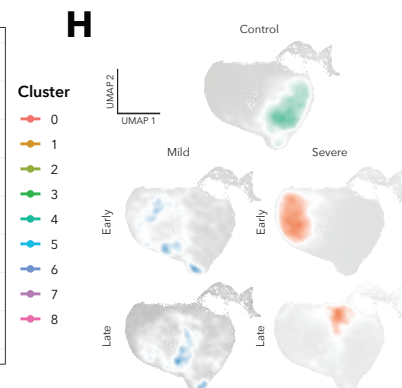 H
Control
UMAP 2
UMAP 1
Cluster
0
1
2
3
4
5
6
7
8
Mild
Severe
Early
Early
Late
Late